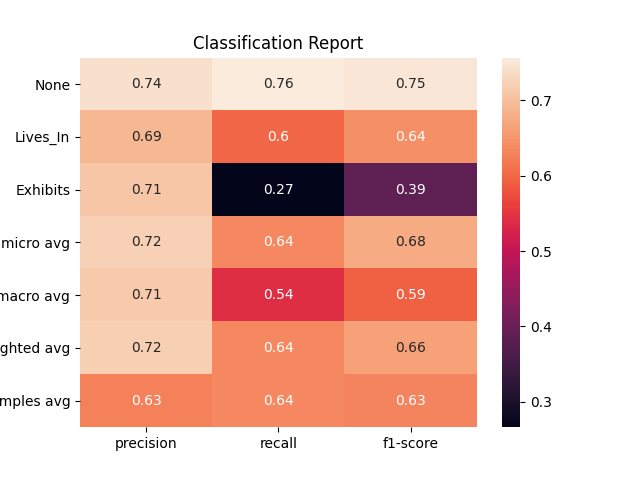 Classification Report
None 0.74 0.76 0.75
Lives_In 0.69 0.6 0.64
Exhibits 0.71 0.27 0.39
micro avg 0.72 0.64 0.68
macro avg 0.71 0.54 0.59
ghted avg 0.72 0.64 0.66
mples avg 0.63 0.64 0.63
precision recall f1-score
0.7
0.6
0.5
0.4
0.3